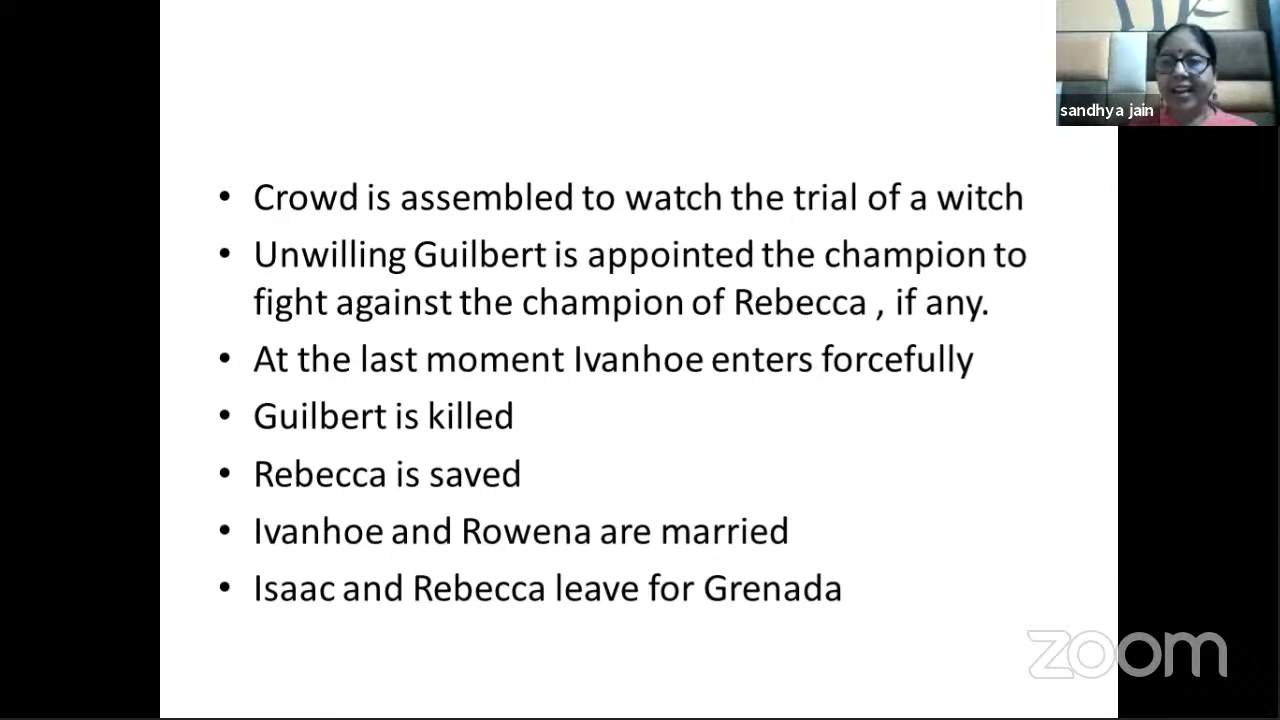 sandhya jain
• Crowd is assembled to watch the trial of a witch
• Unwilling Guilbert is appointed the champion to
fight against the champion of Rebecca , if any.
• At the last moment Ivanhoe enters forcefully
• Guilbert is killed
• Rebecca is saved
• Ivanhoe and Rowena are married
• Isaac and Rebecca leave for Grenada
zoom